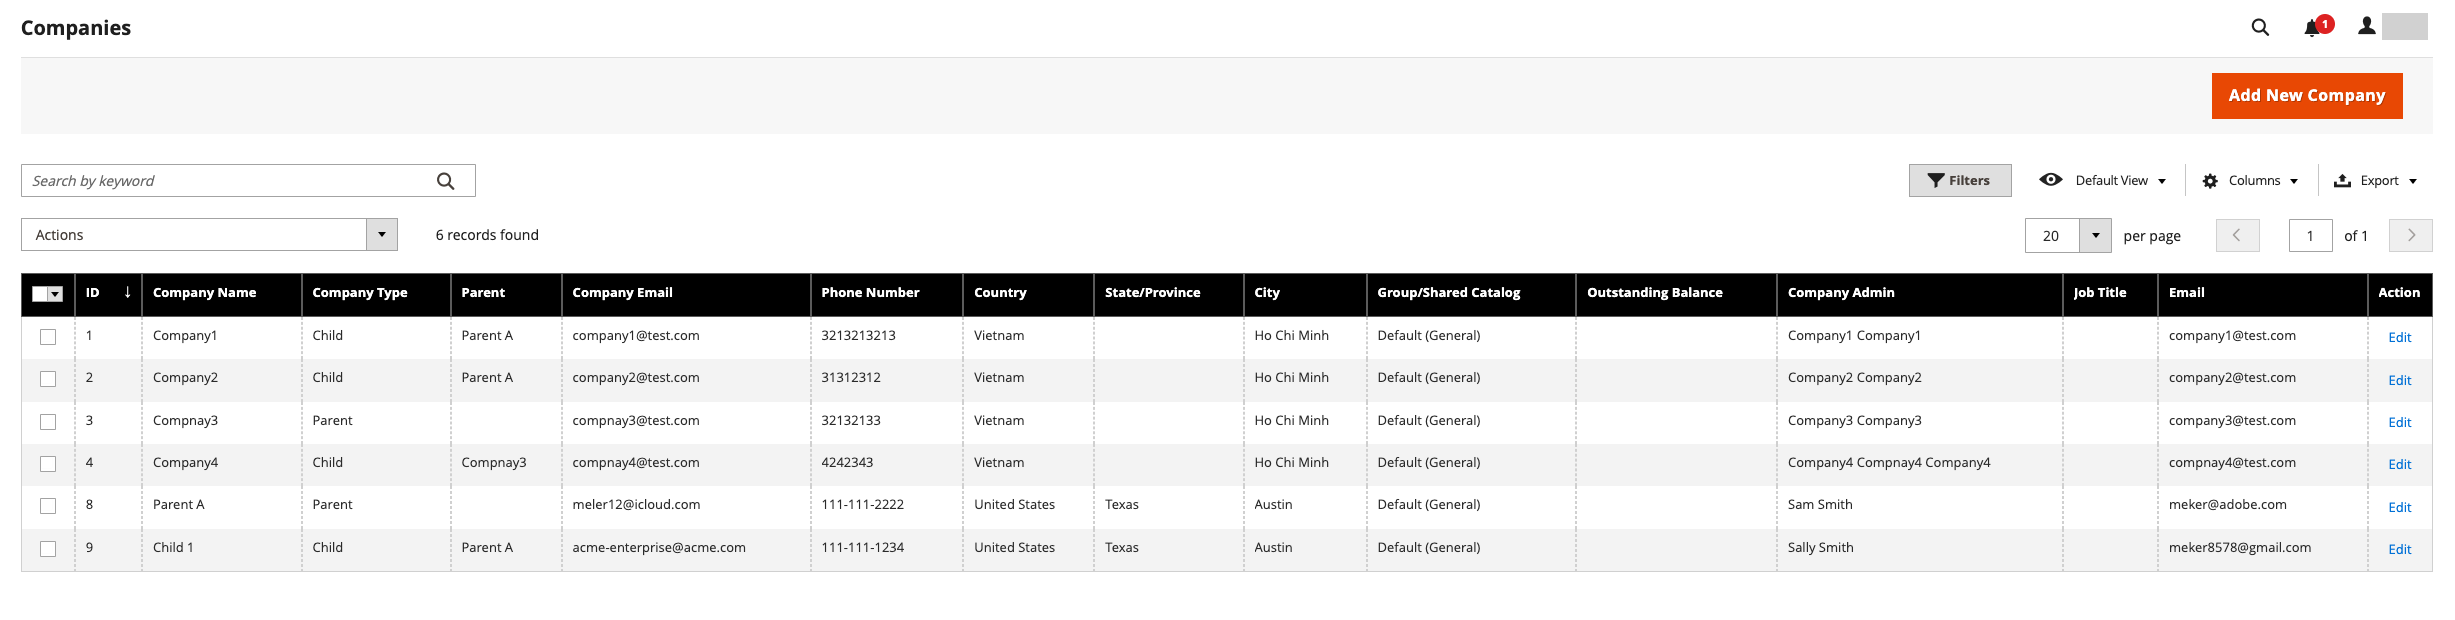 Companies
1
Add New Company
Search by keyword
Filters Default View Columns Export
Actions 6 records found 20 per page 1 of 1
ID ↓ Company Name Company Type Parent Company Email Phone Number Country State/Province City Group/Shared Catalog Outstanding Balance Company Admin Job Title Email Action
1 Company1 Child Parent A company1@test.com 3213213213 Vietnam Ho Chi Minh Default (General) Company1 Company1 company1@test.com Edit
2 Company2 Child Parent A company2@test.com 31312312 Vietnam Ho Chi Minh Default (General) Company2 Company2 company2@test.com Edit
3 Compnay3 Parent compnay3@test.com 32132133 Vietnam Ho Chi Minh Default (General) Company3 Company3 company3@test.com Edit
4 Company4 Child Compnay3 compnay4@test.com 4242343 Vietnam Ho Chi Minh Default (General) Company4 Compnay4 Company4 compnay4@test.com Edit
8 Parent A Parent meler12@icloud.com 111-111-2222 United States Texas Austin Default (General) Sam Smith meker@adobe.com Edit
9 Child 1 Child Parent A acme-enterprise@acme.com 111-111-1234 United States Texas Austin Default (General) Sally Smith meker8578@gmail.com Edit